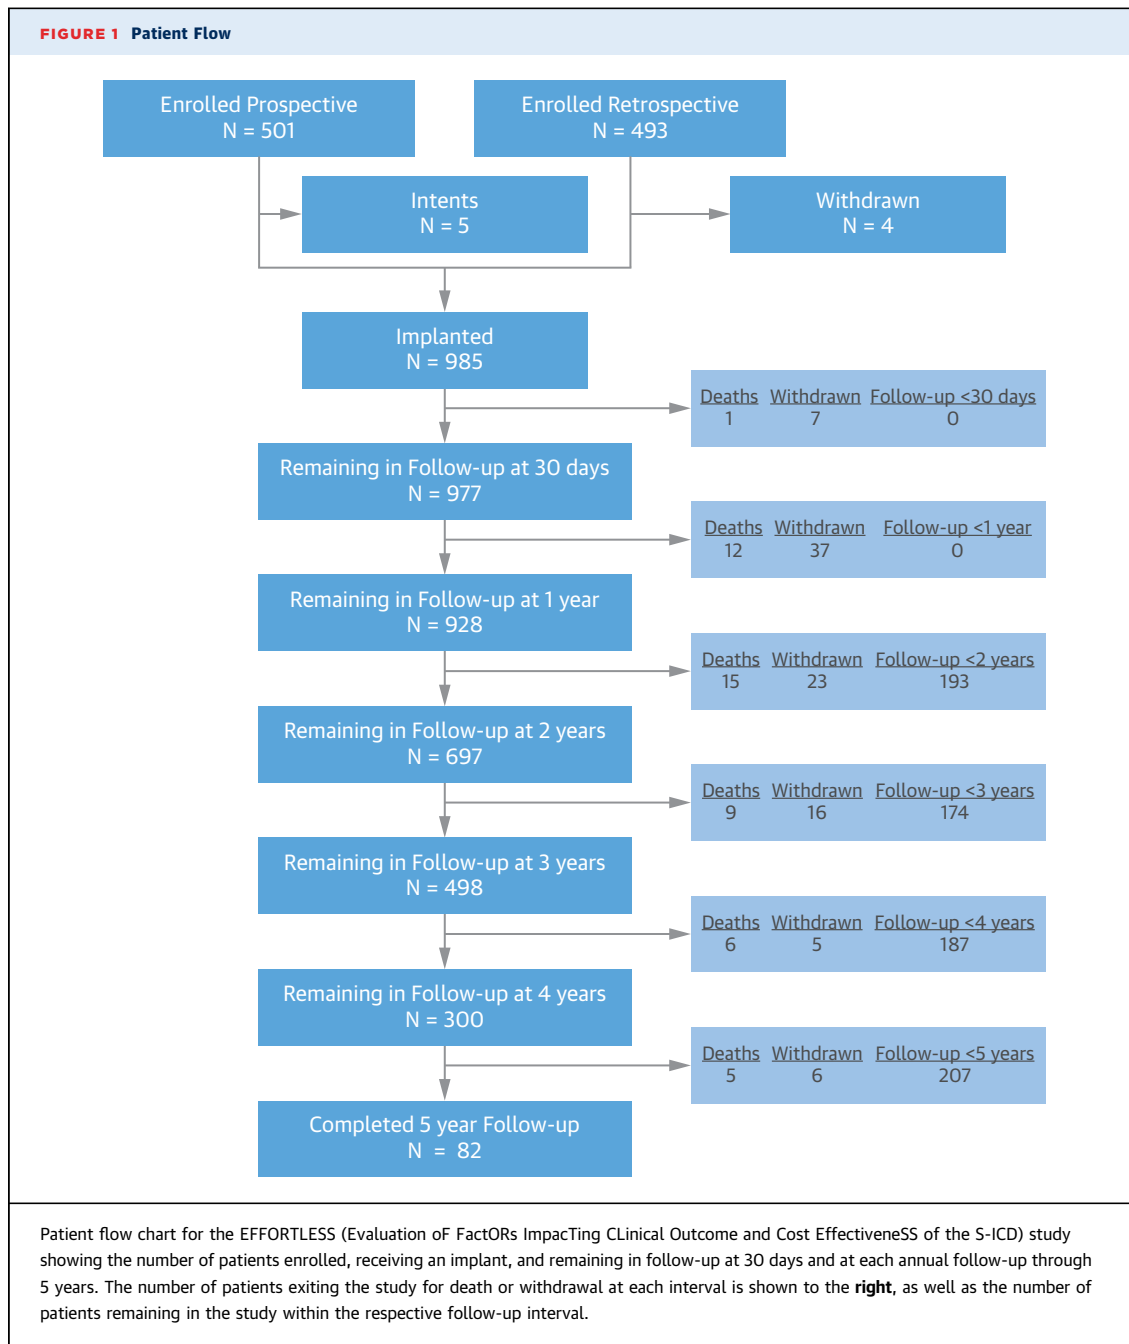 FIGURE 1 Patient Flow
Enrolled Prospective
N = 501
Enrolled Retrospective
N = 493
Intents
N = 5
Withdrawn
N = 4
Implanted
N = 985
Deaths Withdrawn Follow-up <30 days
1 7 0
Remaining in Follow-up at 30 days
N = 977
Deaths Withdrawn Follow-up <1 year
12 37 0
Remaining in Follow-up at 1 year
N = 928
Deaths Withdrawn Follow-up <2 years
15 23 193
Remaining in Follow-up at 2 years
N = 697
Deaths Withdrawn Follow-up <3 years
9 16 174
Remaining in Follow-up at 3 years
N = 498
Deaths Withdrawn Follow-up <4 years
6 5 187
Remaining in Follow-up at 4 years
N = 300
Deaths Withdrawn Follow-up <5 years
5 6 207
Completed 5 year Follow-up
N = 82
Patient flow chart for the EFFORTLESS (Evaluation oF FactORs ImpacTing CLinical Outcome and Cost EffectiveneSS of the S-ICD) study
showing the number of patients enrolled, receiving an implant, and remaining in follow-up at 30 days and at each annual follow-up through
5 years. The number of patients exiting the study for death or withdrawal at each interval is shown to the right, as well as the number of
patients remaining in the study within the respective follow-up interval.